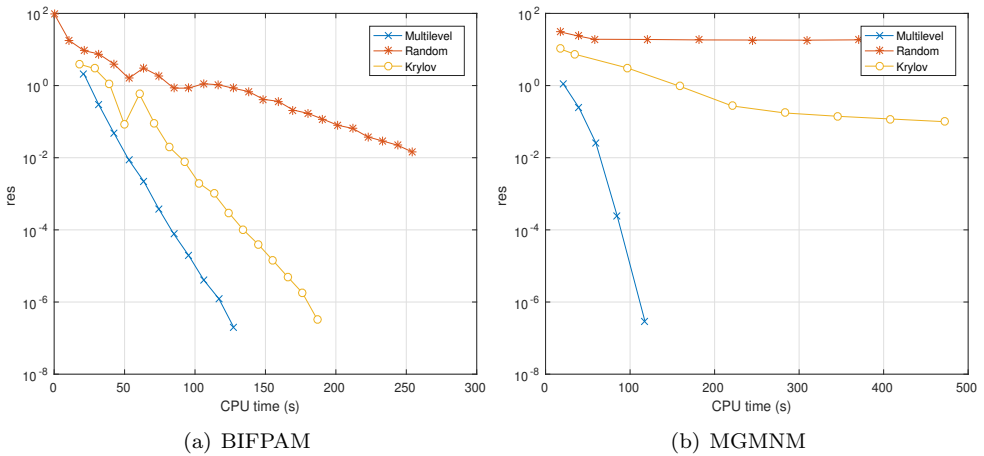 10^2
10^0
10^-2
10^-4
10^-6
10^-8
res
0 50 100 150 200 250 300
CPU time (s)
Multilevel
Random
Krylov
(a) BIFPAM
10^2
10^0
10^-2
10^-4
10^-6
10^-8
res
0 100 200 300 400 500
CPU time (s)
Multilevel
Random
Krylov
(b) MGMNM